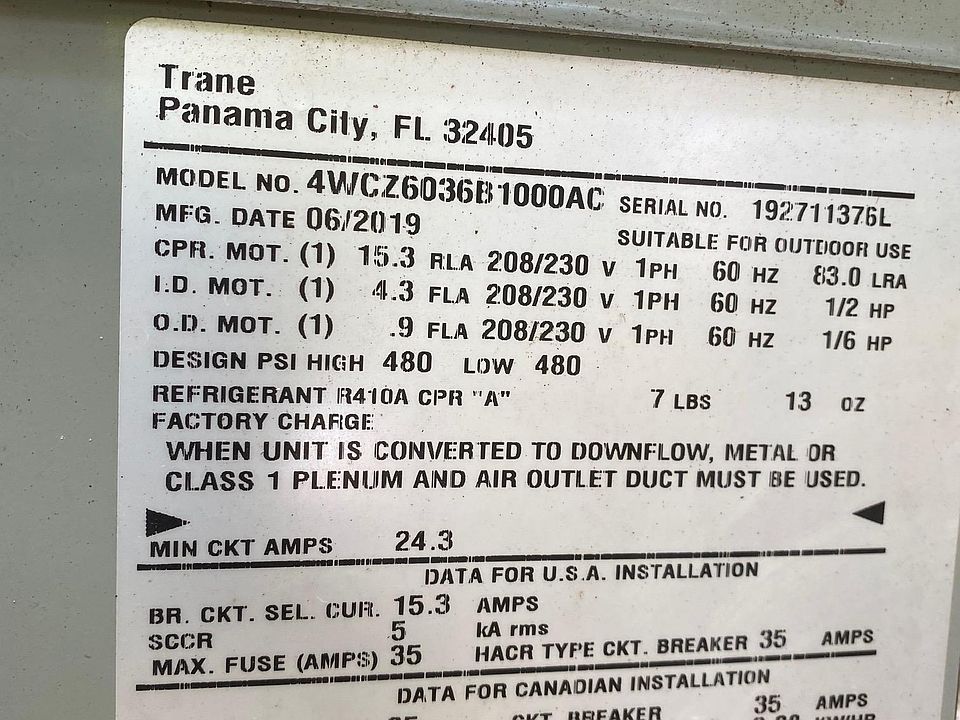 Trane
Panama City, FL 32405
MODEL NO. 4WCZ6036B1000AC SERIAL NO. 192711376L
MFG. DATE 06/2019 SUITABLE FOR OUTDOOR USE
CPR. MOT. (1) 15.3 RLA 208/230 V 1PH 60 HZ 83.0 LRA
I.D. MOT. (1) 4.3 FLA 208/230 V 1PH 60 HZ 1/2 HP
O.D. MOT. (1) .9 FLA 208/230 V 1PH 60 HZ 1/6 HP
DESIGN PSI HIGH 480 LOW 480
REFRIGERANT R410A CPR "A" 7 LBS 13 OZ
FACTORY CHARGE
WHEN UNIT IS CONVERTED TO DOWNFLOW, METAL OR
CLASS 1 PLENUM AND AIR OUTLET DUCT MUST BE USED.
MIN CKT AMPS 24.3
DATA FOR U.S.A. INSTALLATION
BR. CKT. SEL. CUR. 15.3 AMPS
SCCR 5 kA rms
MAX. FUSE (AMPS) 35 HACR TYPE CKT. BREAKER 35 AMPS
DATA FOR CANADIAN INSTALLATION
35 CKT. BREAKER 35 AMPS